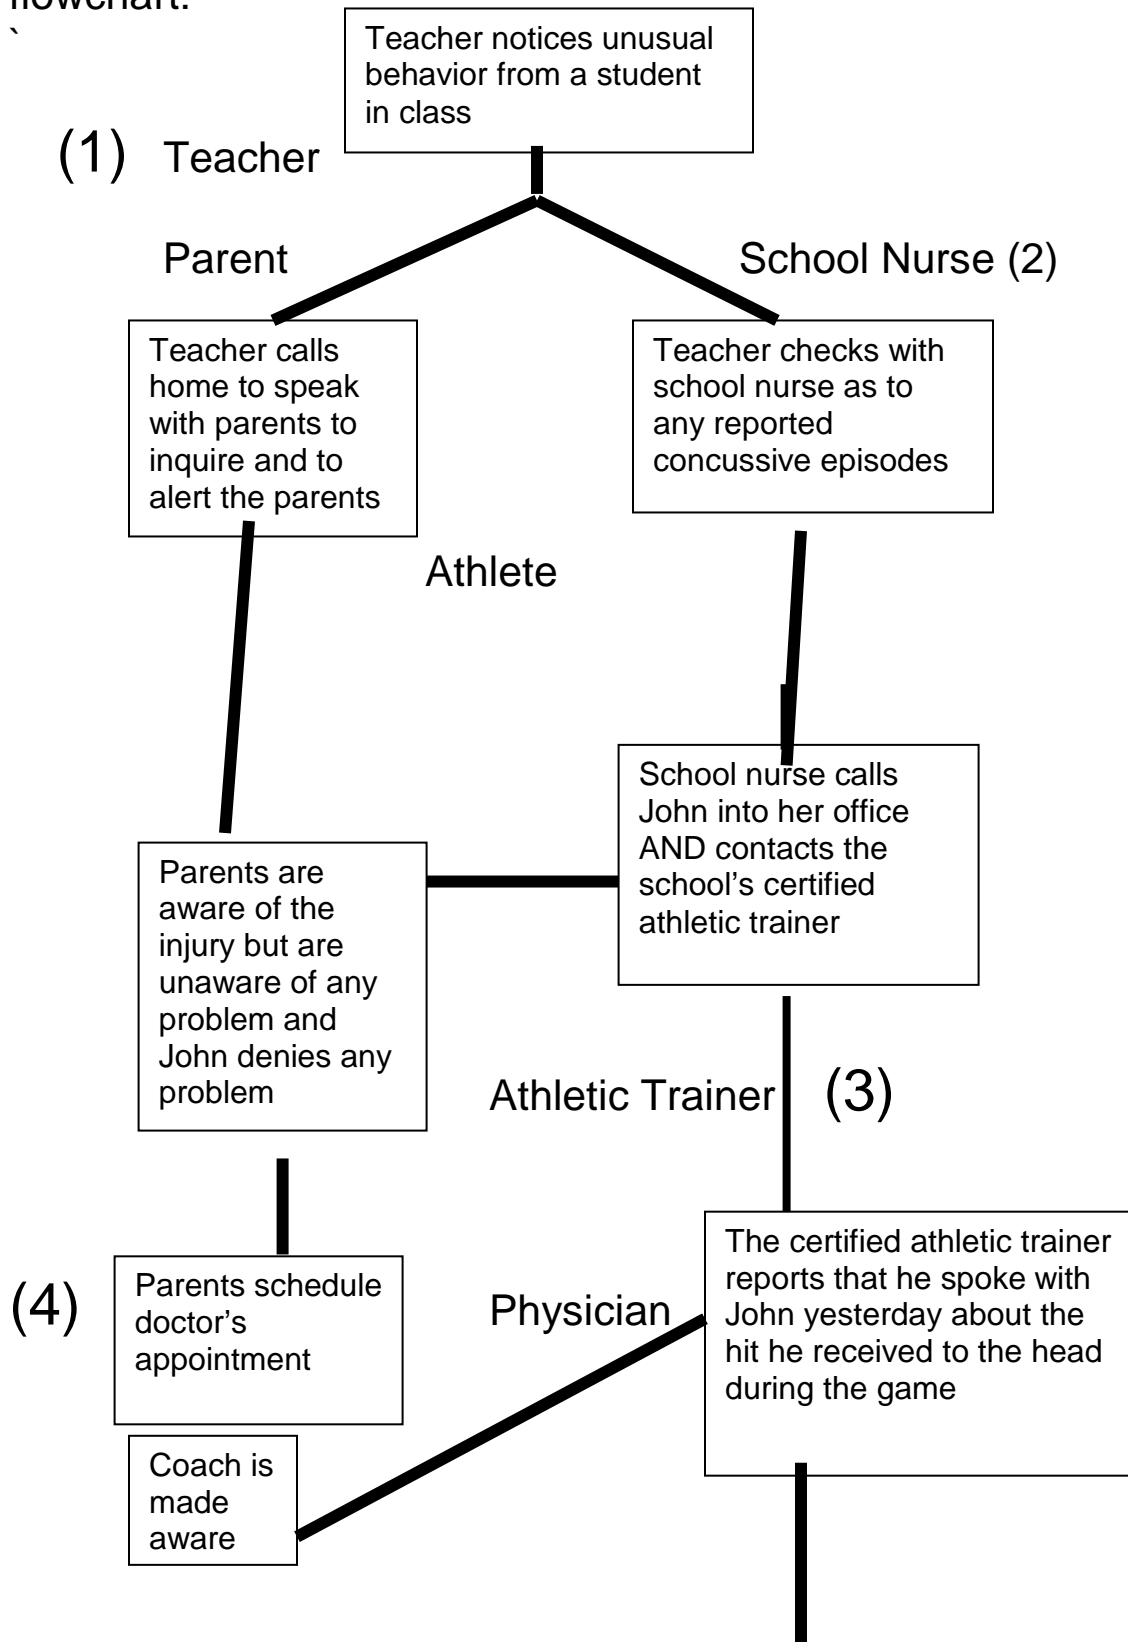 flowchart.
`
Teacher notices unusual
behavior from a student
in class
(1) Teacher
Parent
School Nurse (2)
Teacher calls
home to speak
with parents to
inquire and to
alert the parents
Teacher checks with
school nurse as to
any reported
concussive episodes
Athlete
School nurse calls
John into her office
AND contacts the
school’s certified
athletic trainer
Parents are
aware of the
injury but are
unaware of any
problem and
John denies any
problem
Athletic Trainer (3)
The certified athletic trainer
reports that he spoke with
John yesterday about the
hit he received to the head
during the game
(4)
Parents schedule
doctor’s
appointment
Physician
Coach is
made
aware